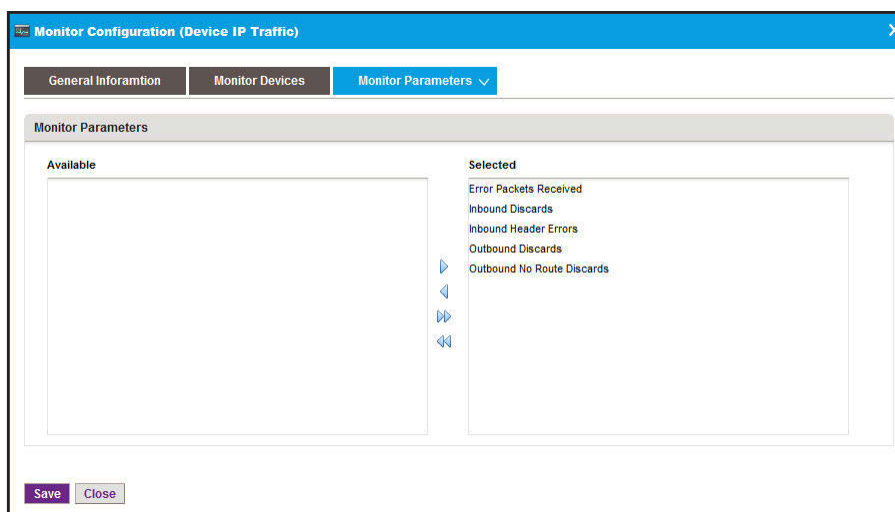 Monitor Configuration (Device IP Traffic)
General Inforamtion
Monitor Devices
Monitor Parameters
Monitor Parameters
Available
Selected
Error Packets Received
Inbound Discards
Inbound Header Errors
Outbound Discards
Outbound No Route Discards
Save
Close